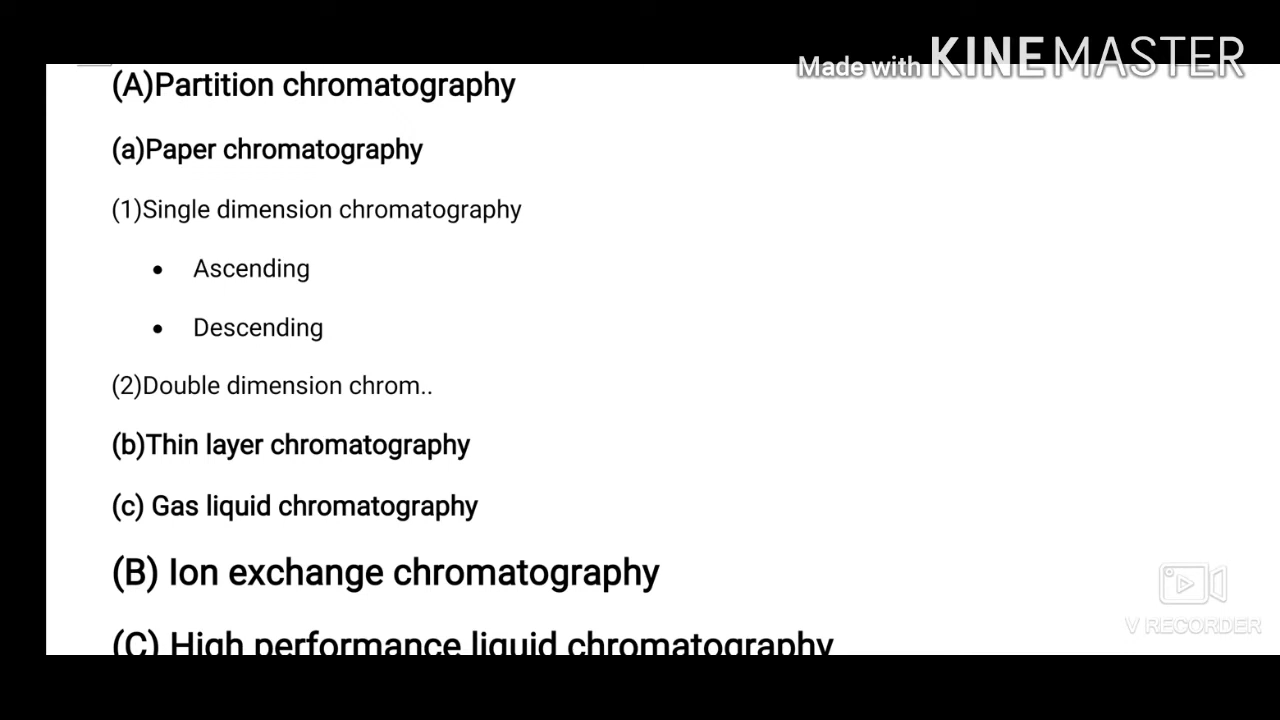 Made with KINEMASTER
(A)Partition chromatography
(a)Paper chromatography
(1)Single dimension chromatography
• Ascending
• Descending
(2)Double dimension chrom..
(b)Thin layer chromatography
(c) Gas liquid chromatography
(B) Ion exchange chromatography
(C) High performance liquid chromatography
V RECORDER